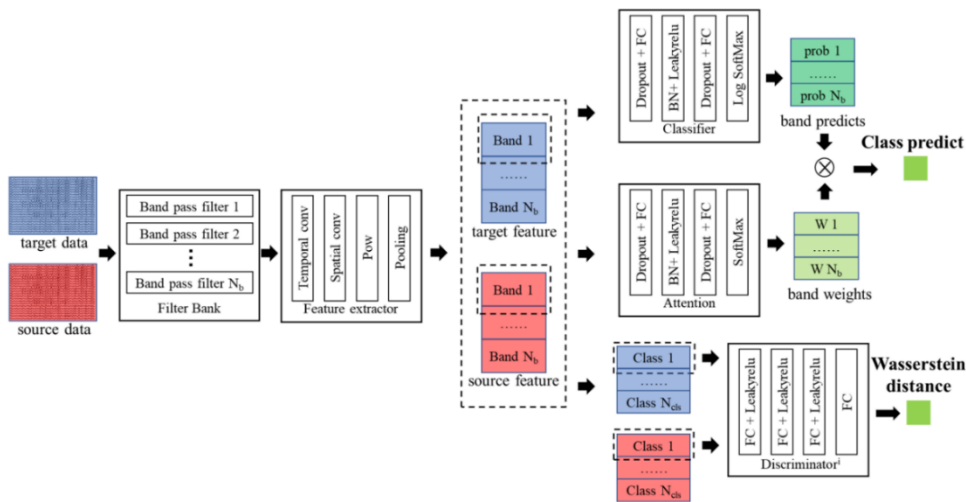 target data
source data
Band pass filter 1
Band pass filter 2
Band pass filter N_b
Filter Bank
Temporal conv
Spatial conv
Pow
Pooling
Feature extractor
Band 1
......
Band N_b
target feature
Band 1
......
Band N_b
source feature
Dropout + FC
BN+ Leakyrelu
Dropout + FC
Log SoftMax
Classifier
prob 1
......
prob N_b
band predicts
Class predict
Dropout + FC
BN+ Leakyrelu
Dropout + FC
SoftMax
Attention
W 1
......
W N_b
band weights
Class 1
......
Class N_cls
Class 1
......
Class N_cls
FC + Leakyrelu
FC + Leakyrelu
FC + Leakyrelu
FC
Discriminatorⁱ
Wasserstein
distance